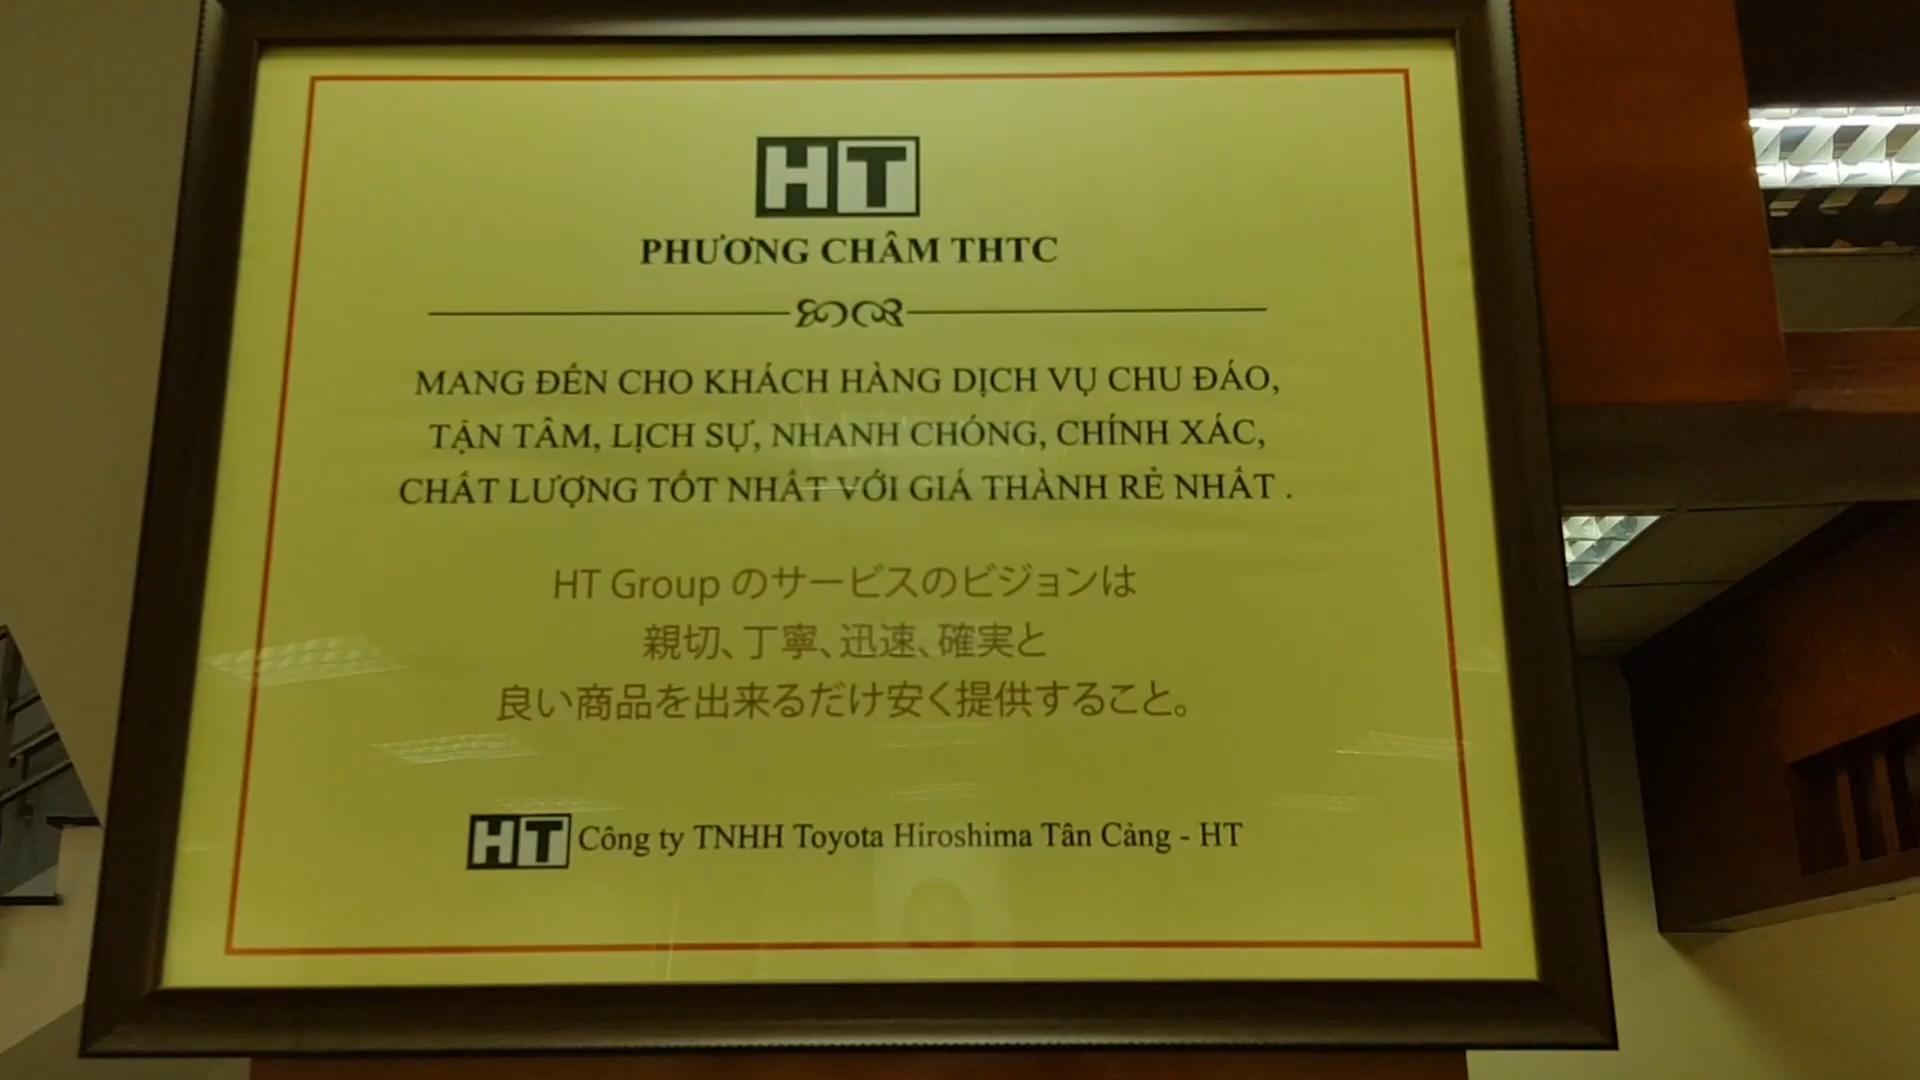 HT
PHƯƠNG CHÂM THTC
MANG ĐẾN CHO KHÁCH HÀNG DỊCH VỤ CHU ĐÁO,
TẬN TÂM, LỊCH SỰ, NHANH CHÓNG, CHÍNH XÁC,
CHẤT LƯỢNG TỐT NHẤT VỚI GIÁ THÀNH RẺ NHẤT .
HT Group のサービスのビジョンは
親切、丁寧、迅速、確実と
良い商品を出来るだけ安く提供すること。
HT Công ty TNHH Toyota Hiroshima Tân Cảng - HT